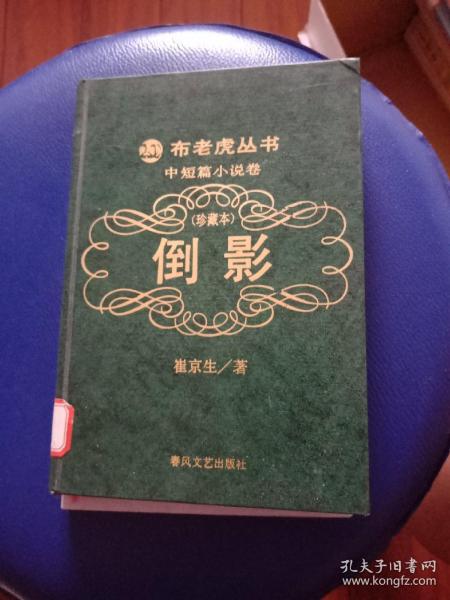 布老虎丛书
中短篇小说卷
(珍藏本)
倒影
崔京生/著
春风文艺出版社
孔夫子旧书网
www.kongfz.com